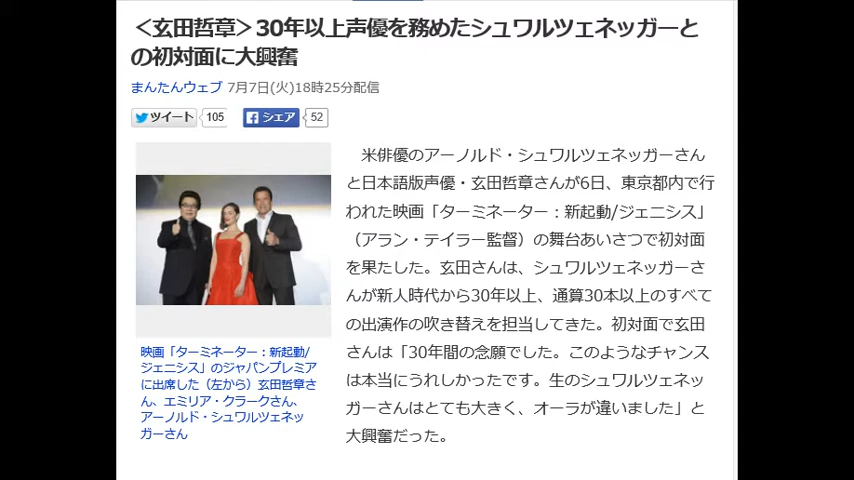 ＜玄田哲章＞30年以上声優を務めたシュワルツェネッガーと
の初対面に大興奮
まんたんウェブ 7月7日(火)18時25分配信
ツイート 105 シェア 52
米俳優のアーノルド・シュワルツェネッガーさん
と日本語版声優・玄田哲章さんが6日、東京都内で行
われた映画「ターミネーター：新起動/ジェニシス」
（アラン・テイラー監督）の舞台あいさつで初対面
を果たした。玄田さんは、シュワルツェネッガーさ
んが新人時代から30年以上、通算30本以上のすべて
の出演作の吹き替えを担当してきた。初対面で玄田
さんは「30年間の念願でした。このようなチャンス
は本当にうれしかったです。生のシュワルツェネッ
ガーさんはとても大きく、オーラが違いました」と
大興奮だった。
映画「ターミネーター：新起動/
ジェニシス」のジャパンプレミア
に出席した（左から）玄田哲章さ
ん、エミリア・クラークさん、
アーノルド・シュワルツェネッ
ガーさん